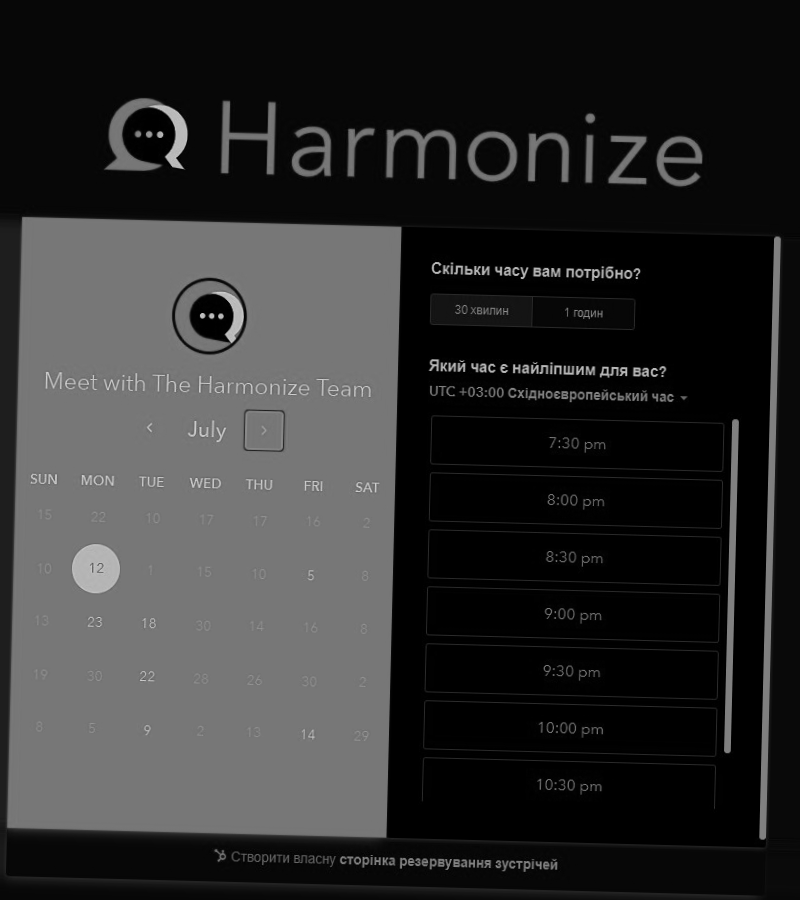 Harmonize
Meet with The Harmonize Team
July
SUN MON TUE WED THU FRI SAT
15 22 10 17 17 16 2
10 12 1 15 10 5 8
13 23 18 30 14 16 8
19 30 22 28 26 30 2
8 5 9 2 13 14 29
Скільки часу вам потрібно?
30 хвилин 1 годин
Який час є найліпшим для вас?
UTC +03:00 Східноєвропейський час
7:30 pm
8:00 pm
8:30 pm
9:00 pm
9:30 pm
10:00 pm
10:30 pm
Створити власну сторінка резервування зустрічей